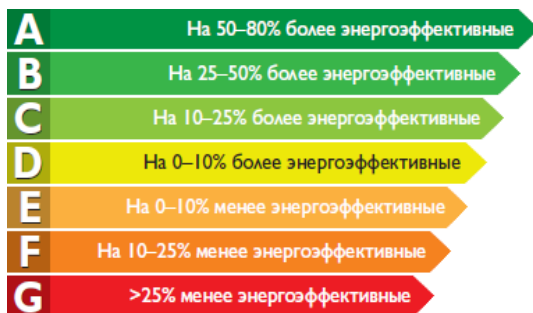 A На 50–80% более энергоэффективные
B На 25–50% более энергоэффективные
C На 10–25% более энергоэффективные
D На 0–10% более энергоэффективные
E На 0–10% менее энергоэффективные
F На 10–25% менее энергоэффективные
G >25% менее энергоэффективные